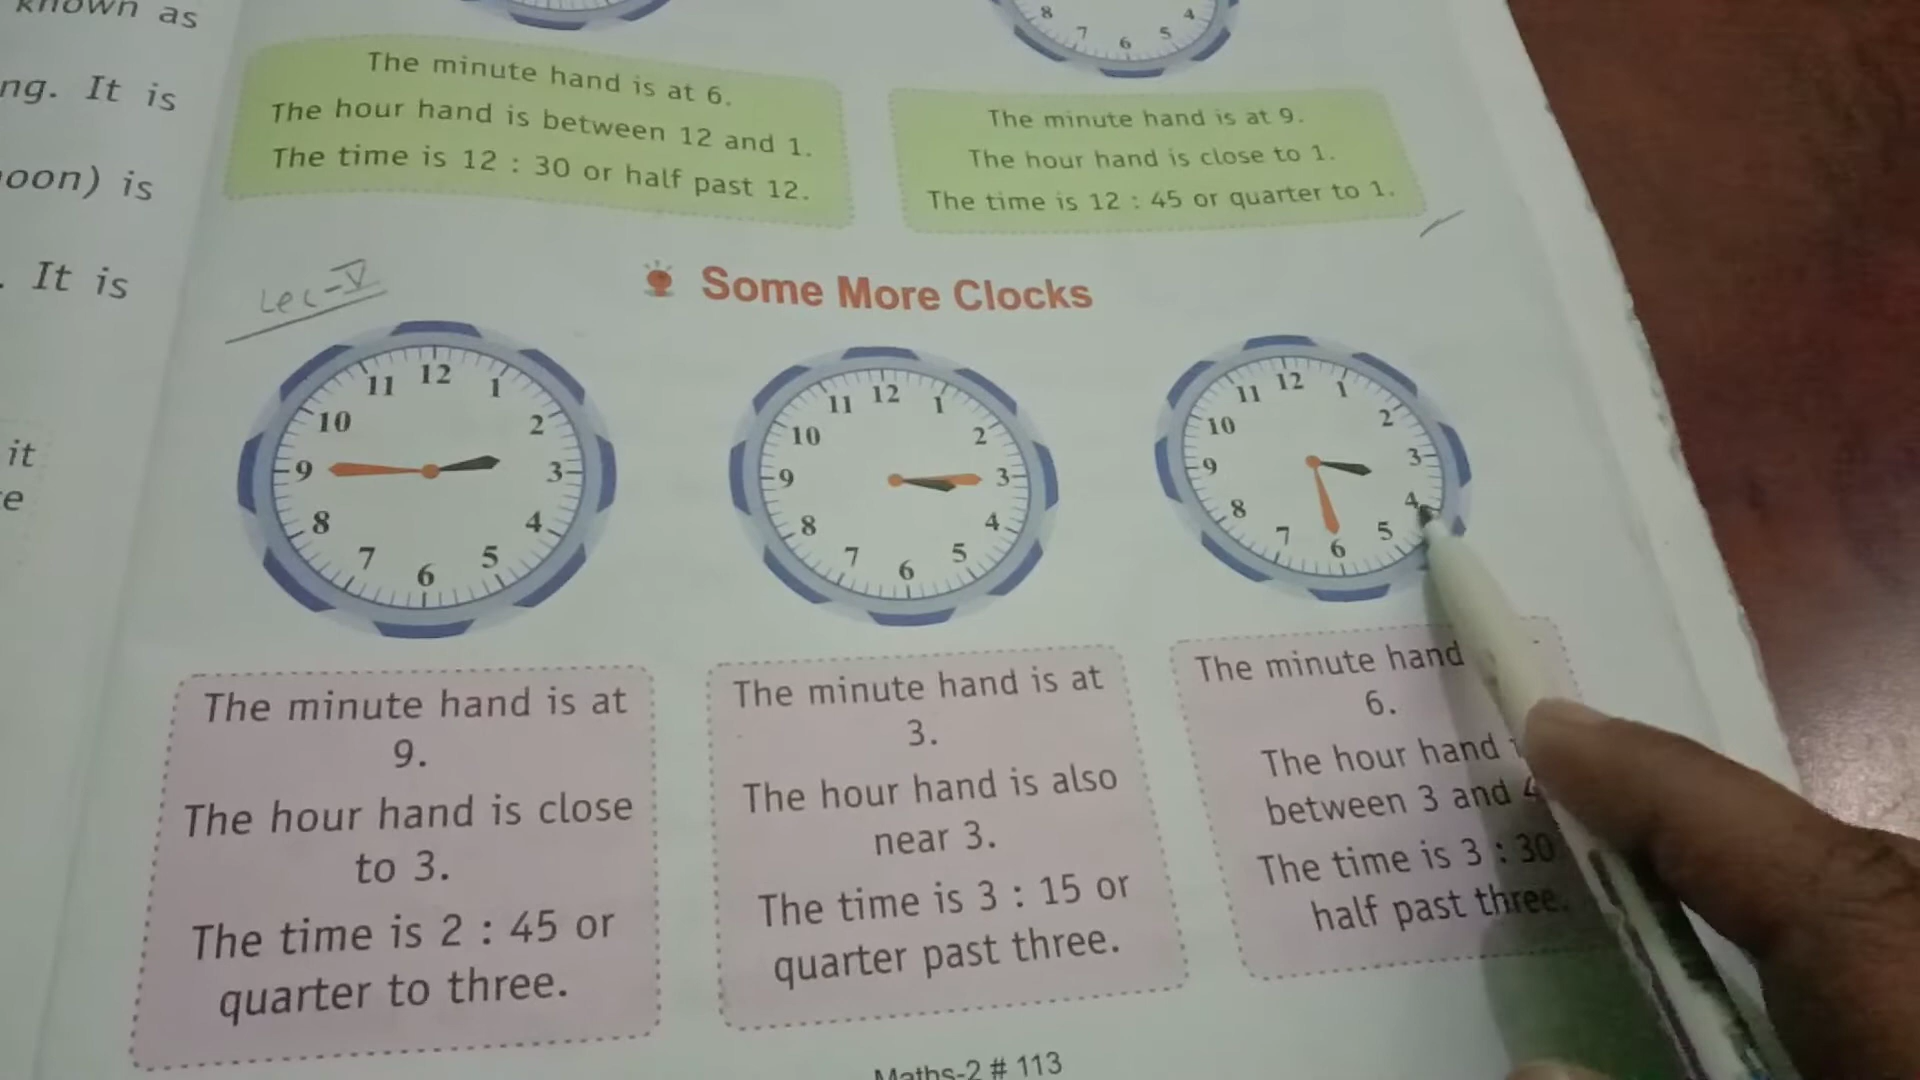 known as
ng. It is
oon) is
. It is
it
e
8 7 6 5 4
The minute hand is at 6.
The hour hand is between 12 and 1.
The time is 12 : 30 or half past 12.
The minute hand is at 9.
The hour hand is close to 1.
The time is 12 : 45 or quarter to 1.
Lec-V
Some More Clocks
12 1 2 3 4 5 6 7 8 9 10 11
12 1 2 3 4 5 6 7 8 9 10 11
12 1 2 3 4 5 6 7 8 9 10 11
The minute hand is at
9.
The hour hand is close
to 3.
The time is 2 : 45 or
quarter to three.
The minute hand is at
3.
The hour hand is also
near 3.
The time is 3 : 15 or
quarter past three.
The minute hand
6.
The hour hand
between 3 and 4
The time is 3 : 30
half past three.
Maths-2 # 113